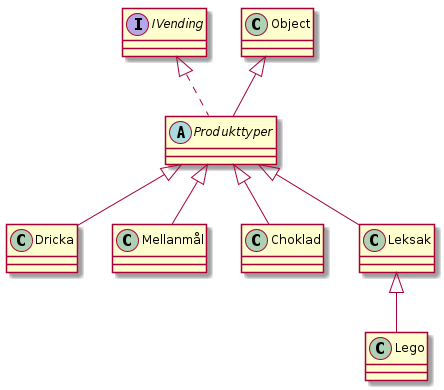 I IVending
C Object
A Produkttyper
C Dricka
C Mellanmål
C Choklad
C Leksak
C Lego